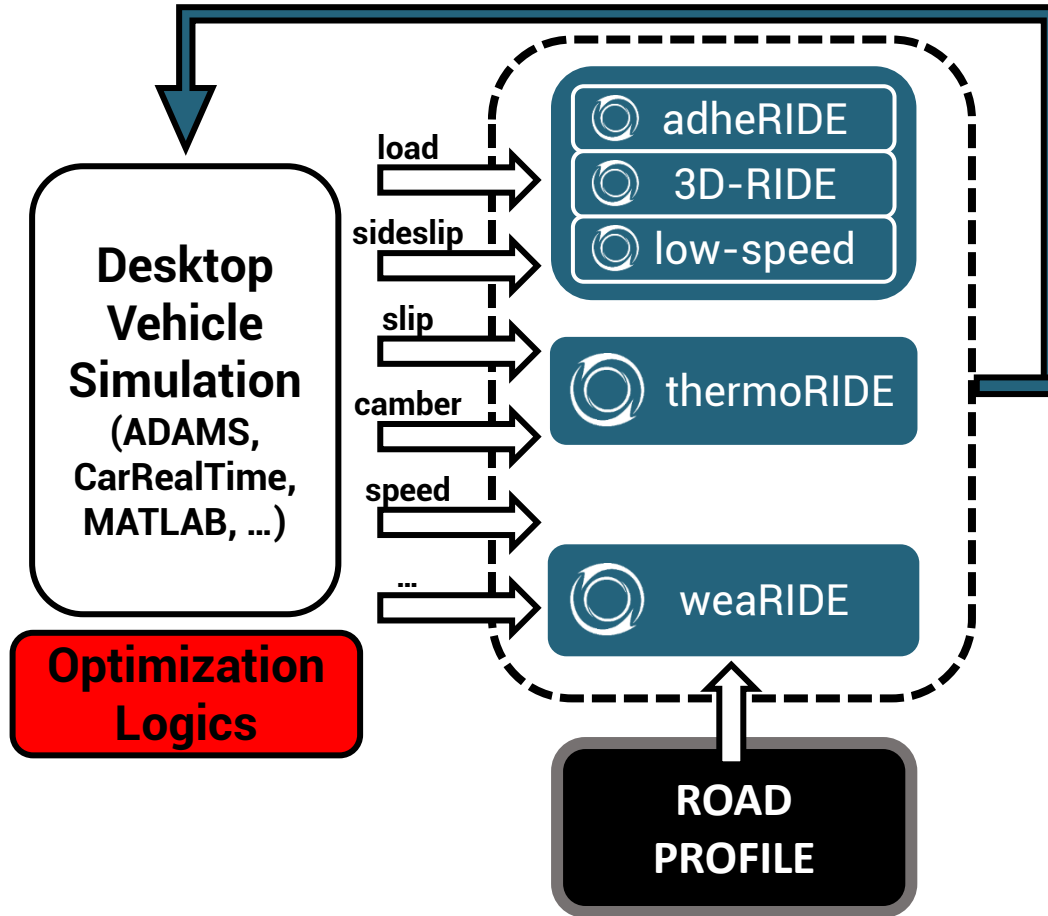 Desktop
Vehicle
Simulation
(ADAMS,
CarRealTime,
MATLAB, ...)
Optimization
Logics
load
sideslip
slip
camber
speed
...
adheRIDE
3D-RIDE
low-speed
thermoRIDE
weaRIDE
ROAD
PROFILE